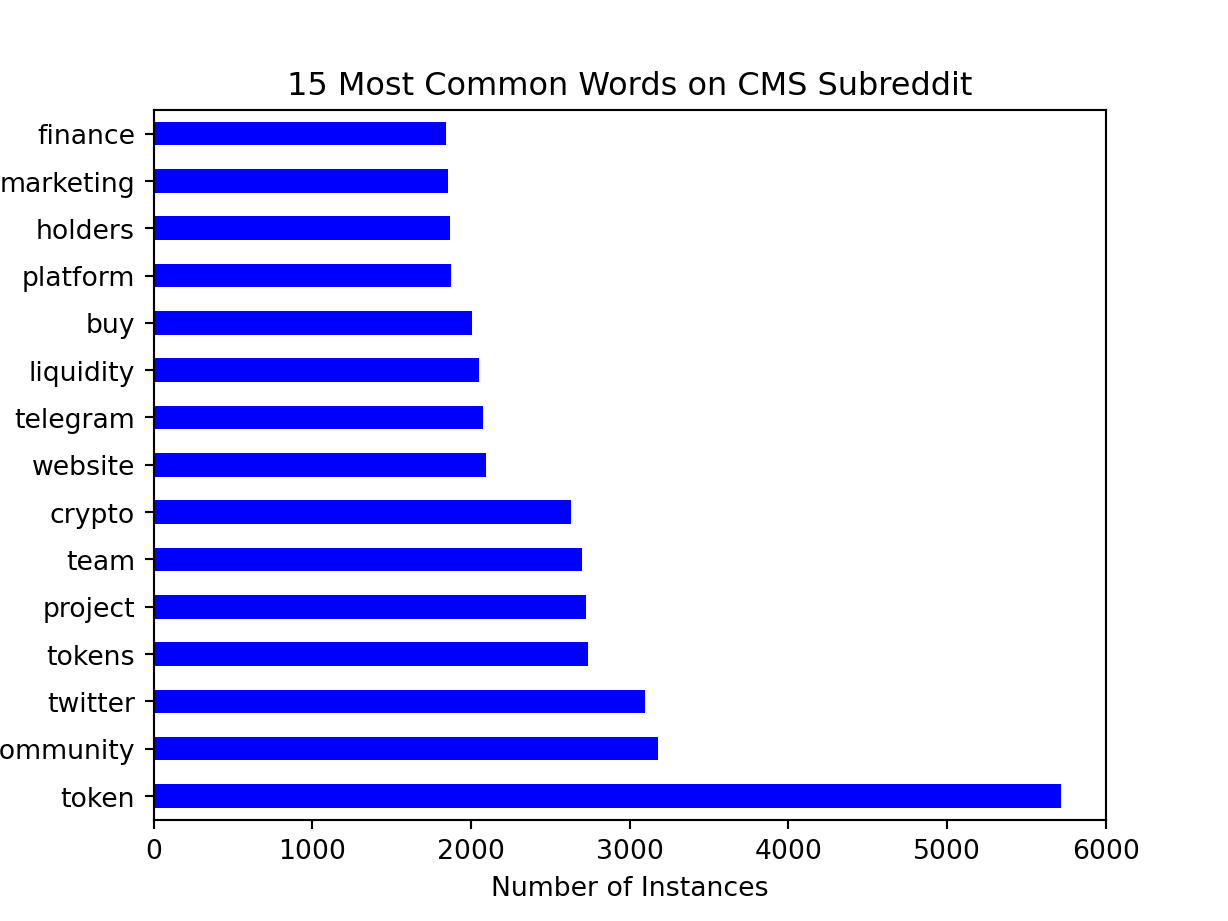 15 Most Common Words on CMS Subreddit
finance
marketing
holders
platform
buy
liquidity
telegram
website
crypto
team
project
tokens
twitter
ommunity
token
0 1000 2000 3000 4000 5000 6000
Number of Instances